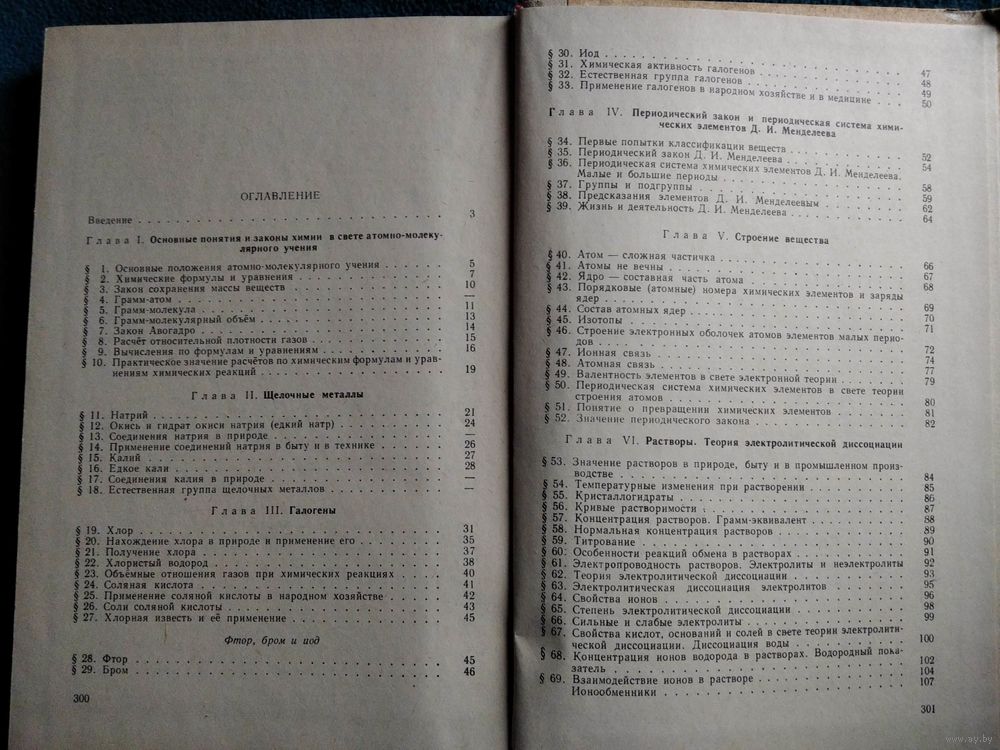 ОГЛАВЛЕНИЕ
Введение . . . 3
Глава I. Основные понятия и законы химии в свете атомно-молеку-
лярного учения
§ 1. Основные положения атомно-молекулярного учения . . . 5
§ 2. Химические формулы и уравнения . . . 7
§ 3. Закон сохранения массы веществ . . . 10
§ 4. Грамм-атом . . . —
§ 5. Грамм-молекула . . . 11
§ 6. Грамм-молекулярный объём . . . 13
§ 7. Закон Авогадро . . . 14
§ 8. Расчёт относительной плотности газов . . . 15
§ 9. Вычисления по формулам и уравнениям . . . 16
§ 10. Практическое значение расчётов по химическим формулам и урав-
нениям химических реакций . . . 19
Глава II. Щелочные металлы
§ 11. Натрий . . . 21
§ 12. Окись и гидрат окиси натрия (едкий натр) . . . 24
§ 13. Соединения натрия в природе . . . —
§ 14. Применение соединений натрия в быту и в технике . . . 26
§ 15. Калий . . . 27
§ 16. Едкое кали . . . 28
§ 17. Соединения калия в природе . . . —
§ 18. Естественная группа щелочных металлов . . . —
Глава III. Галогены
§ 19. Хлор . . . 31
§ 20. Нахождение хлора в природе и применение его . . . 35
§ 21. Получение хлора . . . 37
§ 22. Хлористый водород . . . 38
§ 23. Объёмные отношения газов при химических реакциях . . . 40
§ 24. Соляная кислота . . . 41
§ 25. Применение соляной кислоты в народном хозяйстве . . . 42
§ 26. Соли соляной кислоты . . . 43
§ 27. Хлорная известь и её применение . . . 45
Фтор, бром и иод
§ 28. Фтор . . . 45
§ 29. Бром . . . 46
300
§ 30. Иод . . . 47
§ 31. Химическая активность галогенов . . . 48
§ 32. Естественная группа галогенов . . . 49
§ 33. Применение галогенов в народном хозяйстве и в медицине . . . 50
Глава IV. Периодический закон и периодическая система хими-
ческих элементов Д. И. Менделеева
§ 34. Первые попытки классификации веществ . . . 52
§ 35. Периодический закон Д. И. Менделеева . . . 54
§ 36. Периодическая система химических элементов Д. И. Менделеева.
Малые и большие периоды . . . 58
§ 37. Группы и подгруппы . . . 59
§ 38. Предсказания элементов Д. И. Менделеевым . . . 62
§ 39. Жизнь и деятельность Д. И. Менделеева . . . 64
Глава V. Строение вещества
§ 40. Атом — сложная частичка . . . 66
§ 41. Атомы не вечны . . . 67
§ 42. Ядро — составная часть атома . . . 68
§ 43. Порядковые (атомные) номера химических элементов и заряды
ядер . . . 69
§ 44. Состав атомных ядер . . . 70
§ 45. Изотопы . . . 71
§ 46. Строение электронных оболочек атомов элементов малых перио-
дов . . . 72
§ 47. Ионная связь . . . 74
§ 48. Атомная связь . . . 77
§ 49. Валентность элементов в свете электронной теории . . . 79
§ 50. Периодическая система химических элементов в свете теории
строения атомов . . . 80
§ 51. Понятие о превращении химических элементов . . . 81
§ 52. Значение периодического закона . . . 82
Глава VI. Растворы. Теория электролитической диссоциации
§ 53. Значение растворов в природе, быту и в промышленном произ-
водстве . . . 84
§ 54. Температурные изменения при растворении . . . 85
§ 55. Кристаллогидраты . . . 86
§ 56. Кривые растворимости . . . 87
§ 57. Концентрация растворов. Грамм-эквивалент . . . 88
§ 58. Нормальная концентрация растворов . . . 89
§ 59. Титрование . . . 90
§ 60. Особенности реакций обмена в растворах . . . 91
§ 61. Электропроводность растворов. Электролиты и неэлектролиты 92
§ 62. Теория электролитической диссоциации . . . 93
§ 63. Электролитическая диссоциация электролитов . . . 95
§ 64. Свойства ионов . . . 96
§ 65. Степень электролитической диссоциации . . . 98
§ 66. Сильные и слабые электролиты . . . 99
§ 67. Свойства кислот, оснований и солей в свете теории электролити-
ческой диссоциации. Диссоциация воды . . . 100
§ 68. Концентрация ионов водорода в растворах. Водородный пока-
затель . . . 102
§ 69. Взаимодействие ионов в растворе . . . 104
Ионообменники . . . 107
301
www.ay.by